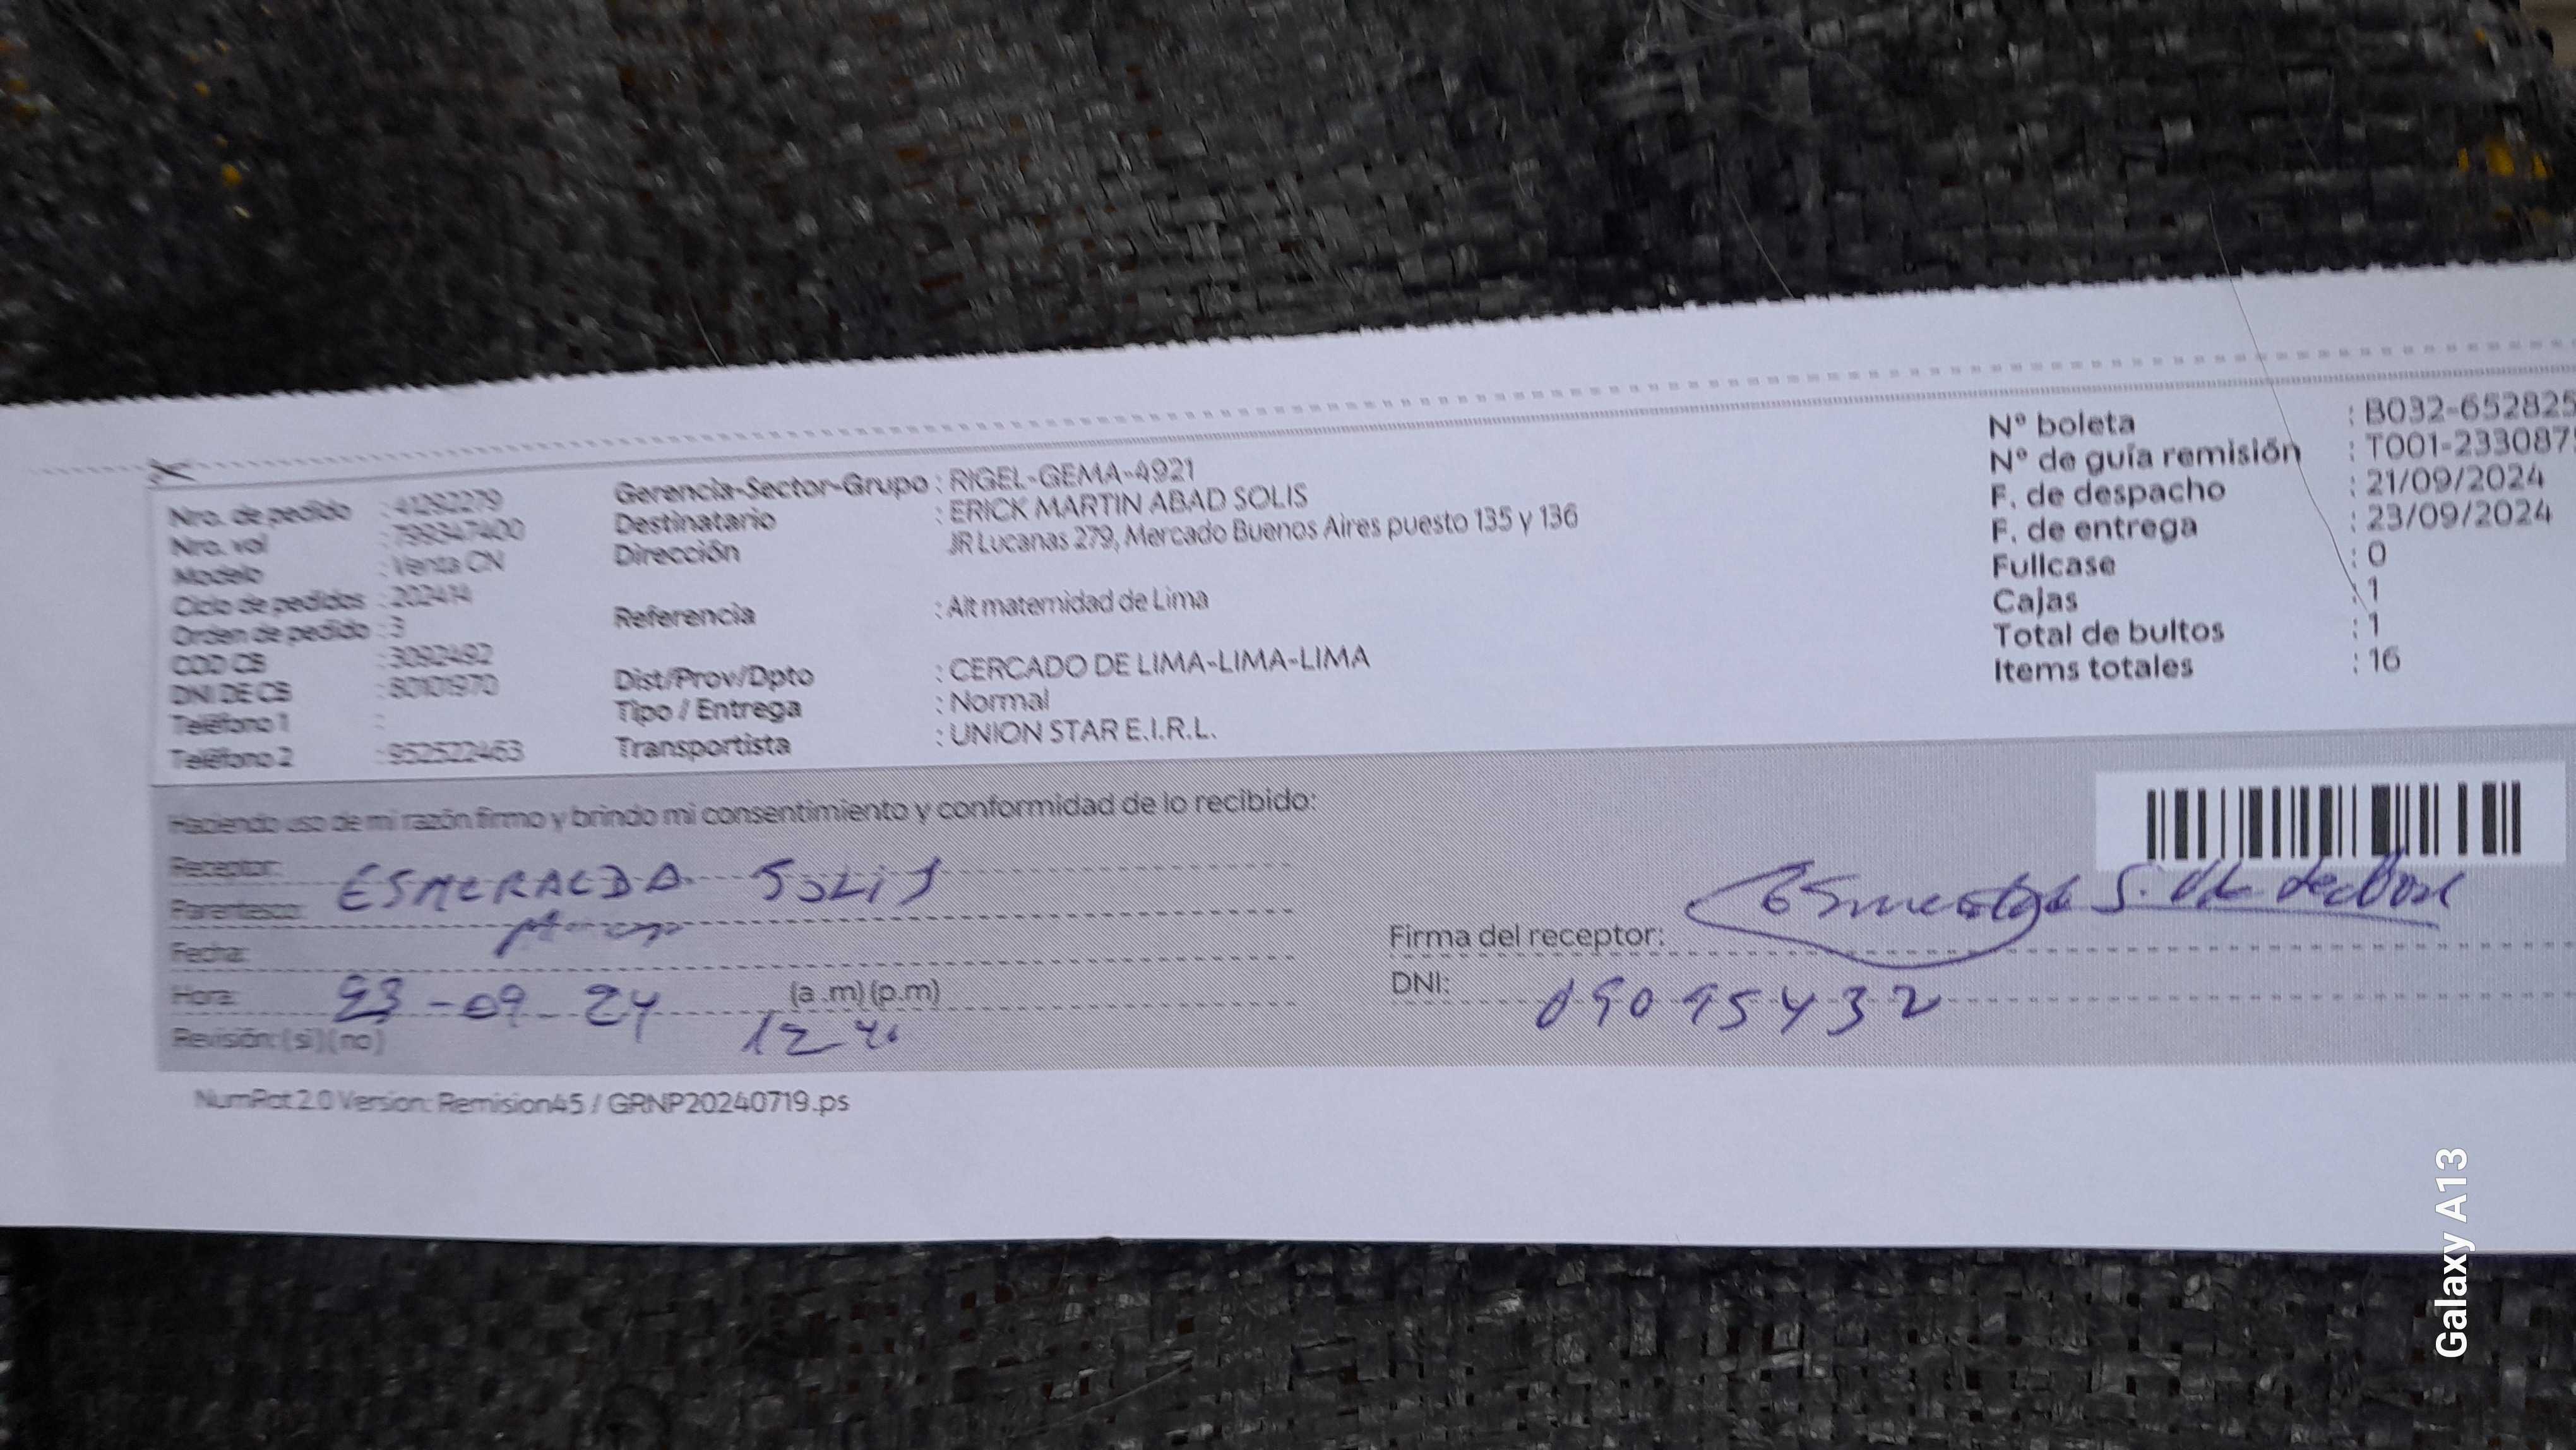 Nro. de pedido : 41292279
Nro. vol : 799347400
Modelo : Venta CN
Ciclo de pedidos : 202414
Orden de pedido : 3
COD CB : 3092492
DNI DE CB : 80101970
Teléfono 1 :
Teléfono 2 : 952522463
Gerencia-Sector-Grupo : RIGEL-GEMA-4921
Destinatario : ERICK MARTIN ABAD SOLIS
Dirección JR Lucanas 279, Mercado Buenos Aires puesto 135 y 136
Referencia : Alt maternidad de Lima
Dist/Prov/Dpto : CERCADO DE LIMA-LIMA-LIMA
Tipo / Entrega : Normal
Transportista : UNION STAR E.I.R.L.
Nº boleta : B032-652825
Nº de guía remisión : T001-233087
F. de despacho : 21/09/2024
F. de entrega : 23/09/2024
Fullcase : 0
Cajas : 1
Total de bultos : 1
Items totales : 16
Haciendo uso de mi razón firmo y brindo mi consentimiento y conformidad de lo recibido:
Receptor: ESMERALDA SOLIS
Parentesco:
Fecha:
Hora: 23-09 24 (a.m) (p.m)
Revisión: (si) (no) 12
Firma del receptor:
DNI: 09095432
NumPat 2.0 Version: Remision45 / GRNP20240719.ps
Galaxy A13